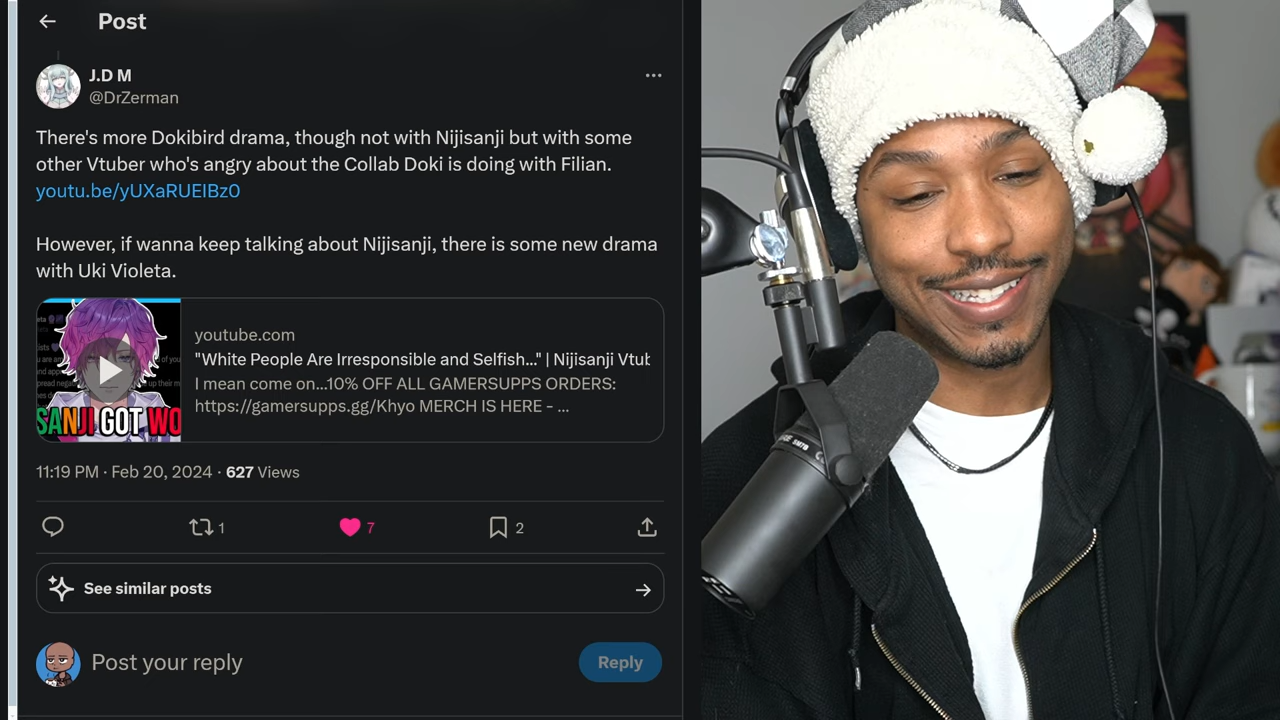 Post
J.D M
@DrZerman
There's more Dokibird drama, though not with Nijisanji but with some
other Vtuber who's angry about the Collab Doki is doing with Filian.
youtu.be/yUXaRUEIBz0
However, if wanna keep talking about Nijisanji, there is some new drama
with Uki Violeta.
SANJI GOT WO
youtube.com
"White People Are Irresponsible and Selfish..." | Nijisanji Vtub
I mean come on...10% OFF ALL GAMERSUPPS ORDERS:
https://gamersupps.gg/Khyo MERCH IS HERE - ...
11:19 PM · Feb 20, 2024 · 627 Views
1
7
2
See similar posts
Post your reply
Reply
SM7B